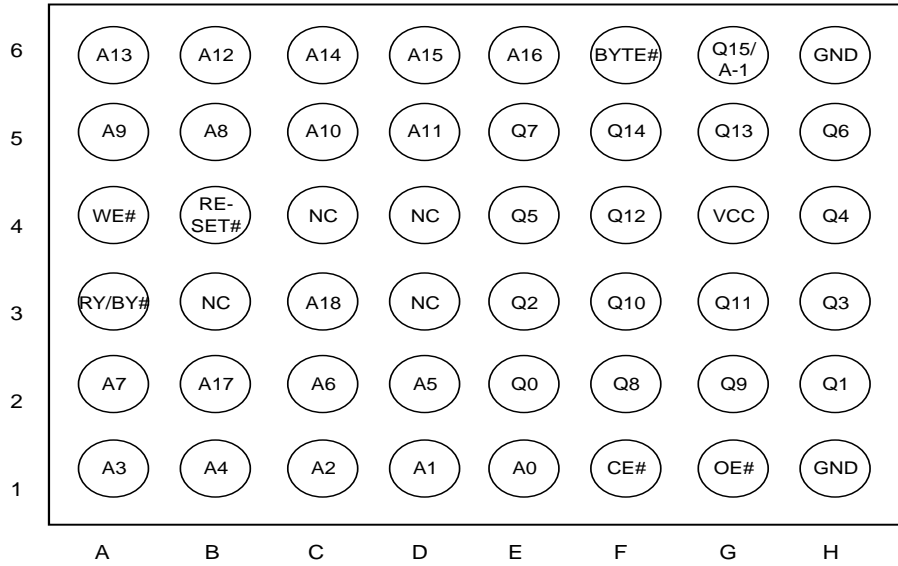 6 A13 A12 A14 A15 A16 BYTE# Q15/ GND
A-1
5 A9 A8 A10 A11 Q7 Q14 Q13 Q6
4 WE# RE- NC NC Q5 Q12 VCC Q4
SET#
3 RY/BY# NC A18 NC Q2 Q10 Q11 Q3
2 A7 A17 A6 A5 Q0 Q8 Q9 Q1
1 A3 A4 A2 A1 A0 CE# OE# GND
A B C D E F G H